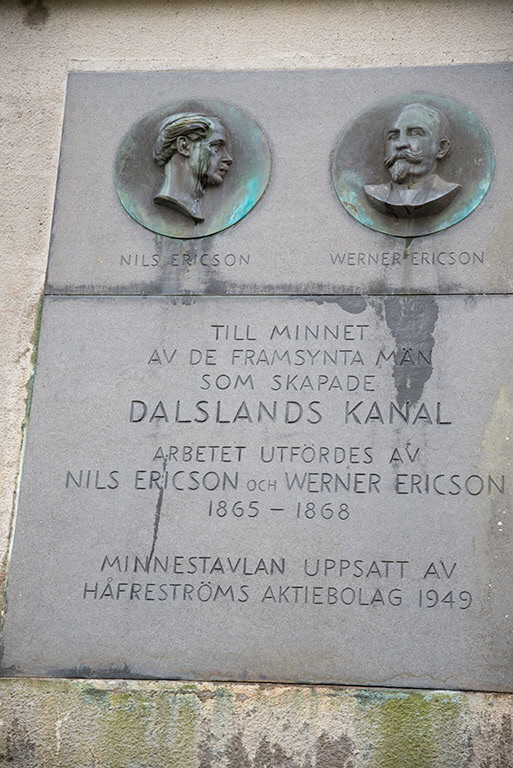 NILS ERICSON
WERNER ERICSON
TILL MINNET
AV DE FRAMSYNTA MÄN
SOM SKAPADE
DALSLANDS KANAL
ARBETET UTFÖRDES AV
NILS ERICSON OCH WERNER ERICSON
1865 – 1868
MINNESTAVLAN UPPSATT AV
HÅFRESTRÖMS AKTIEBOLAG 1949